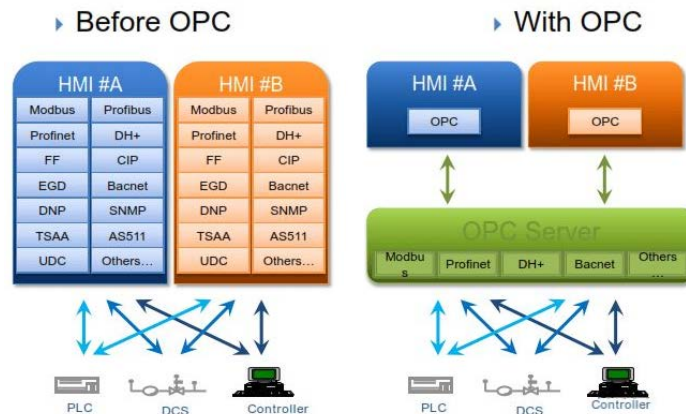 Before OPC
HMI #A
Modbus Profibus
Profinet DH+
FF CIP
EGD Bacnet
DNP SNMP
TSAA AS511
UDC Others…
HMI #B
Modbus Profibus
Profinet DH+
FF CIP
EGD Bacnet
DNP SNMP
TSAA AS511
UDC Others…
PLC
DCS
Controller
With OPC
HMI #A
OPC
HMI #B
OPC
OPC Server
Modbu
s
Profinet
DH+
Bacnet
Others
…
PLC
DCS
Controller